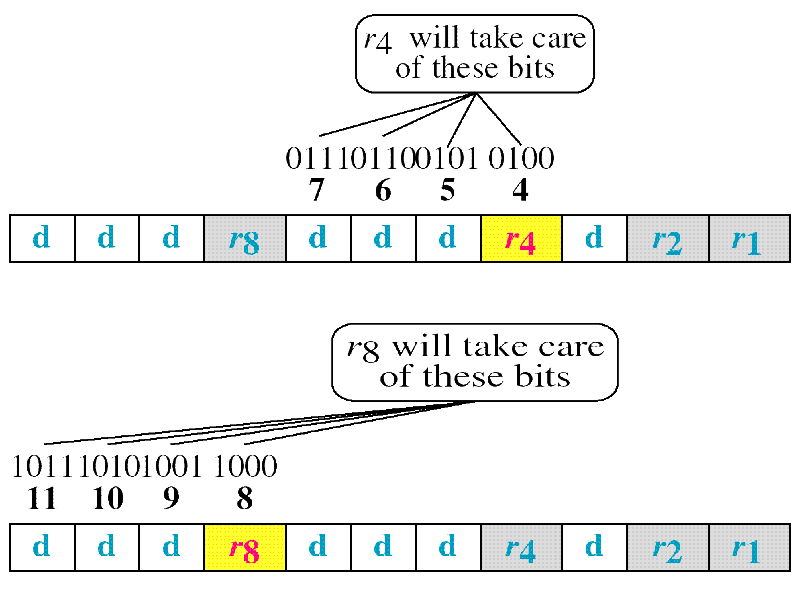 r4 will take care
of these bits
0111 0110 0101 0100
7 6 5 4
d d d r8 d d d r4 d r2 r1
r8 will take care
of these bits
1011 1010 1001 1000
11 10 9 8
d d d r8 d d d r4 d r2 r1